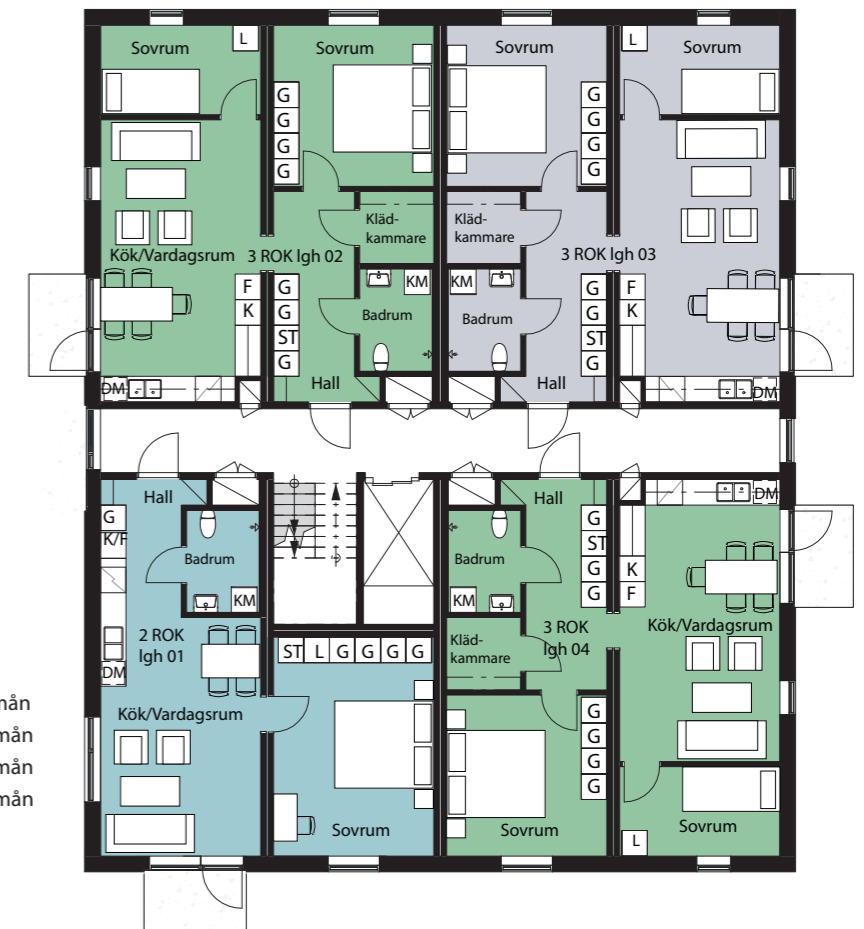 Sovrum
L
Sovrum
Sovrum
L
Sovrum
G
G
G
G
G
G
G
G
Kläd-
kammare
Kläd-
kammare
Kök/Vardagsrum
3 ROK lgh 02
3 ROK lgh 03
Kök/Vardagsrum
F
K
G
G
ST
G
KM
Badrum
KM
Badrum
G
G
ST
G
F
K
DM
Hall
Hall
DM
Hall
G
K/F
Badrum
KM
2 ROK
lgh 01
DM
Kök/Vardagsrum
ST
L
G
G
G
G
Sovrum
Hall
Badrum
KM
G
ST
G
G
Kläd-
kammare
3 ROK
lgh 04
DM
K
F
Kök/Vardagsrum
G
G
G
G
Sovrum
Sovrum
L
mån
mån
mån
mån